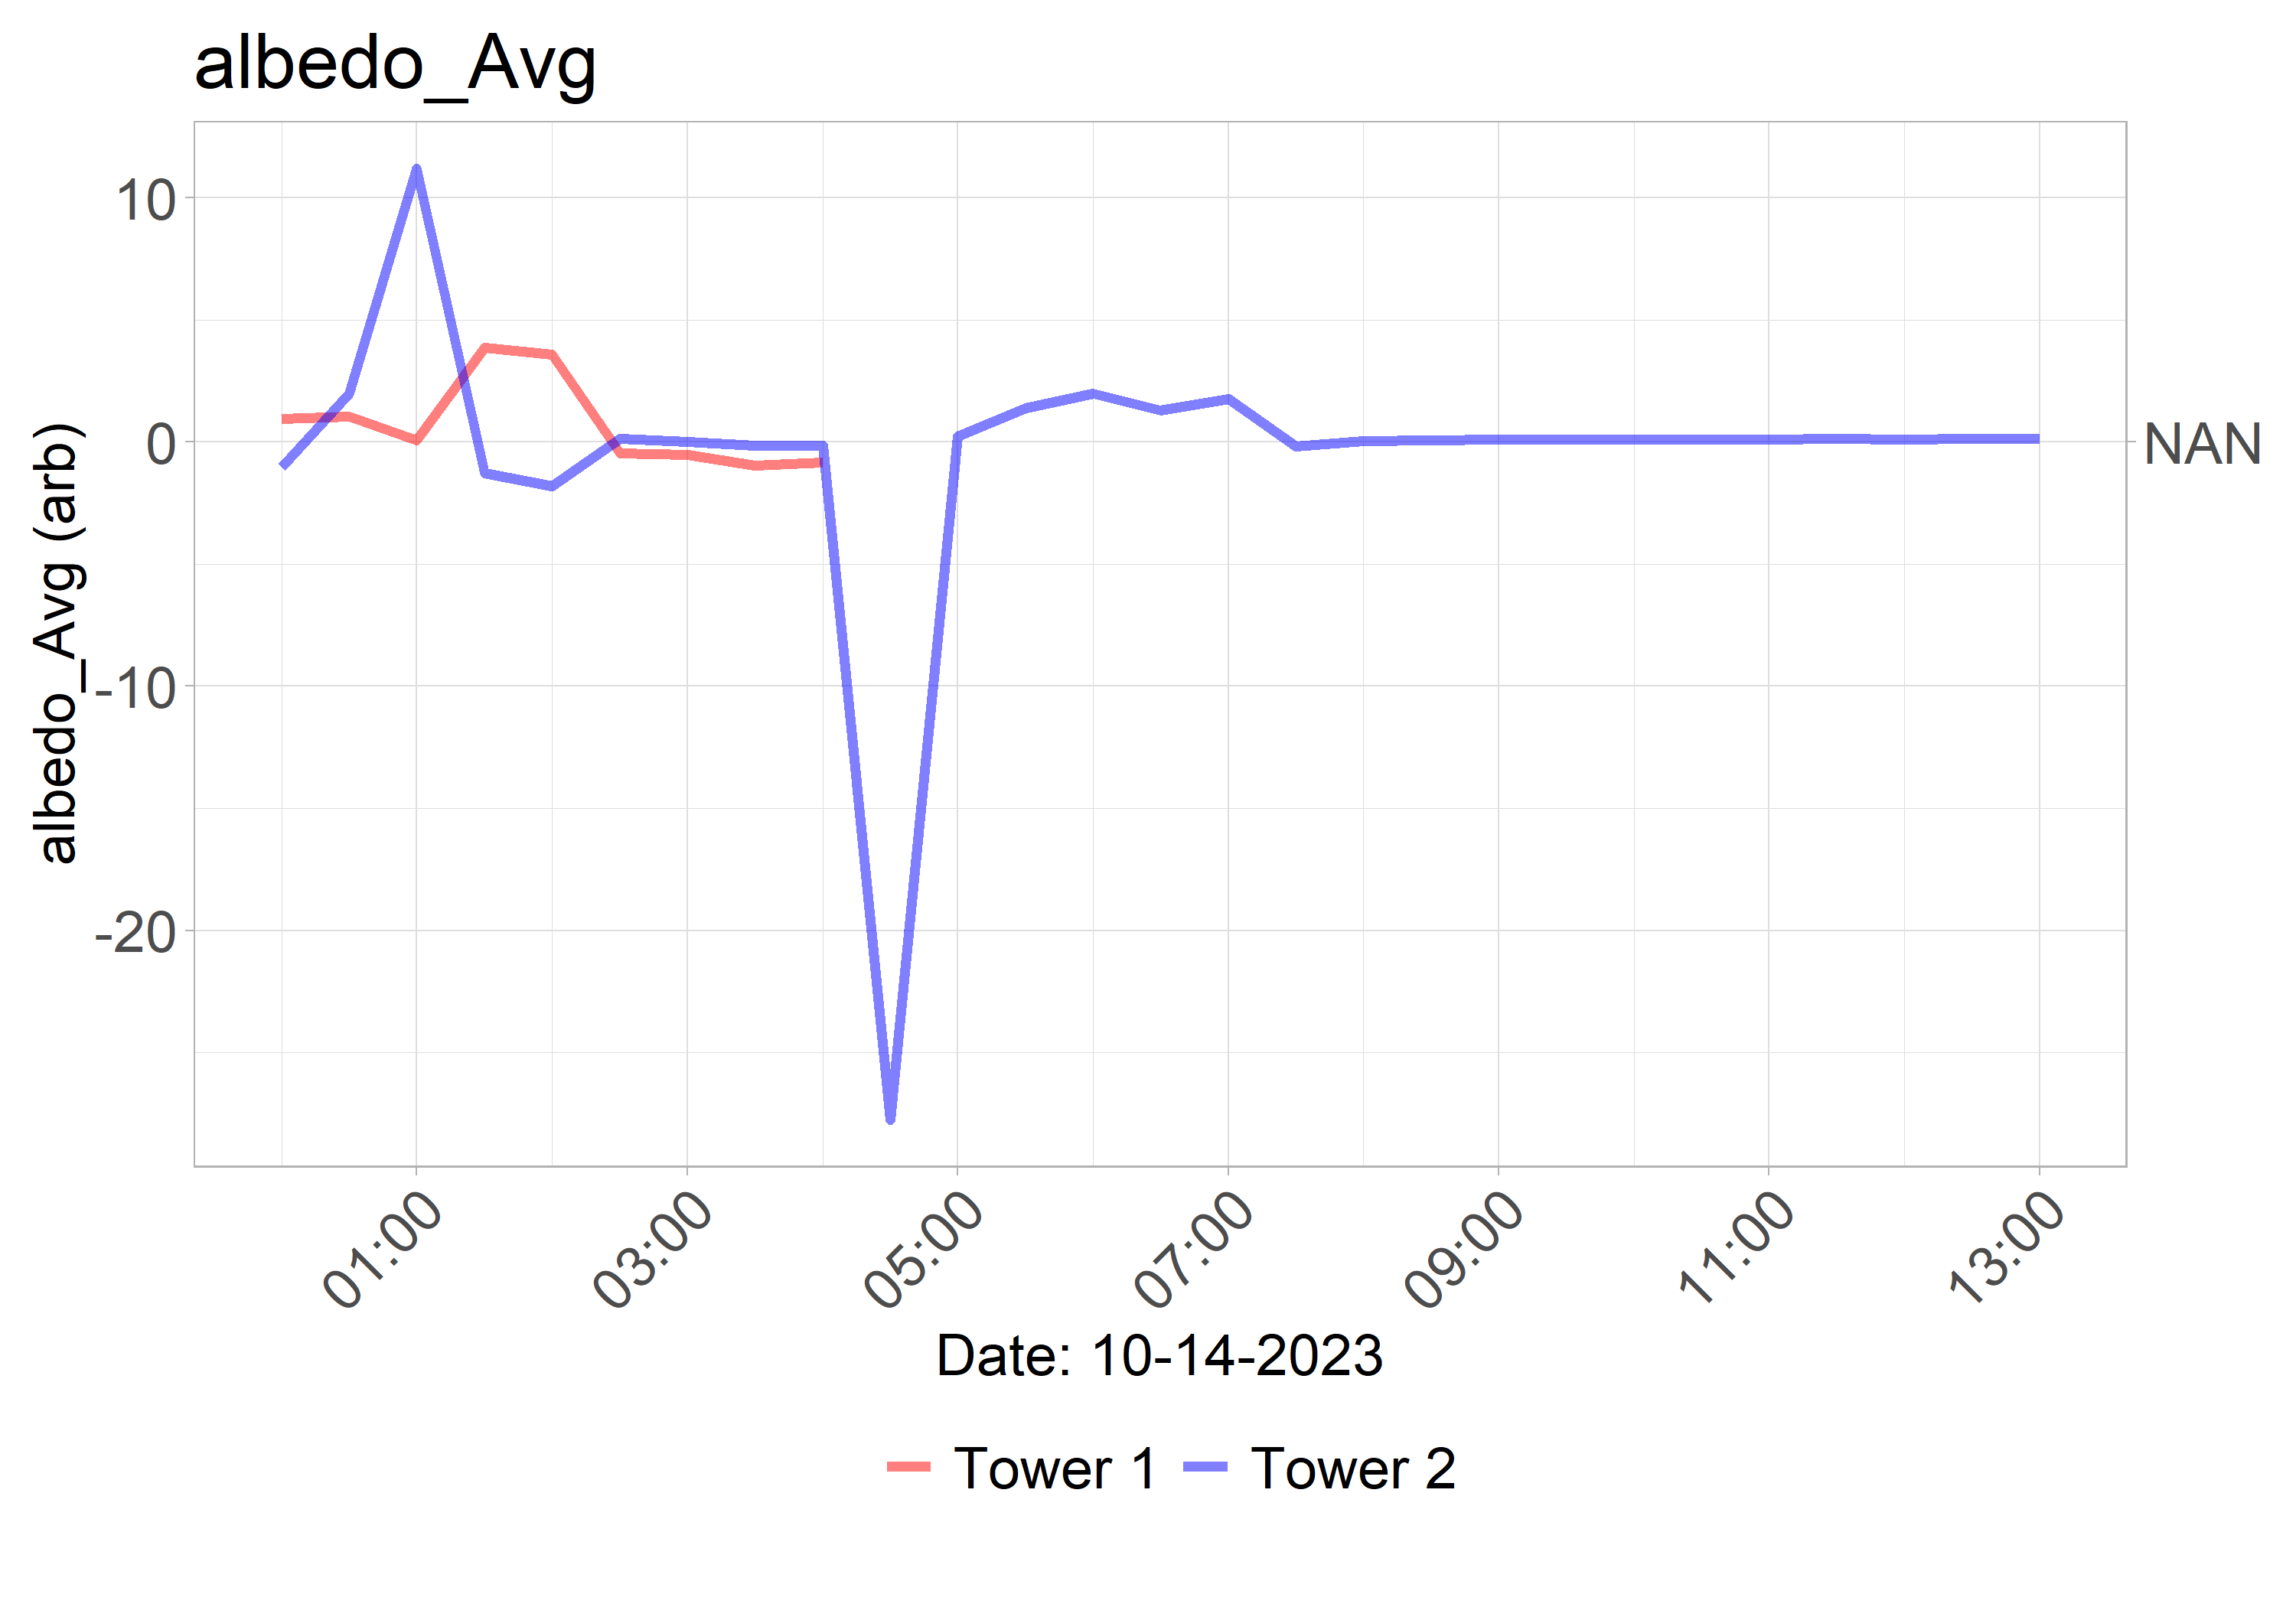 albedo_Avg
albedo_Avg (arb)
10
0
-10
-20
NAN
01:00 03:00 05:00 07:00 09:00 11:00 13:00
Date: 10-14-2023
Tower 1 Tower 2